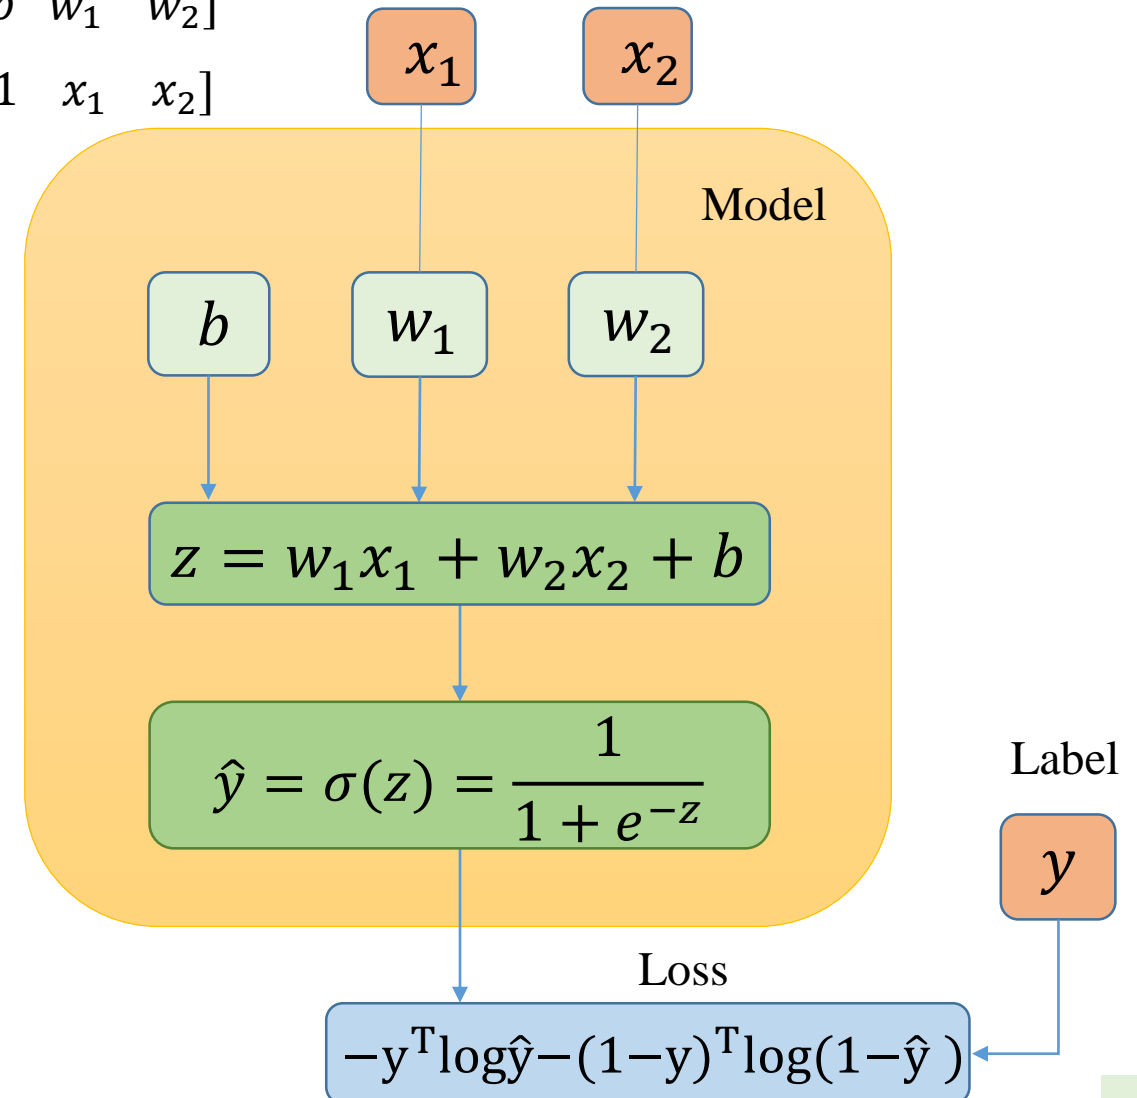 b w₁ w₂]
1 x₁ x₂]
x₁ x₂
Model
b w₁ w₂
z = w₁x₁ + w₂x₂ + b
ŷ = σ(z) = 1 / (1 + e⁻ᶻ)
Label
y
Loss
−yᵀlogŷ−(1−y)ᵀlog(1−ŷ )